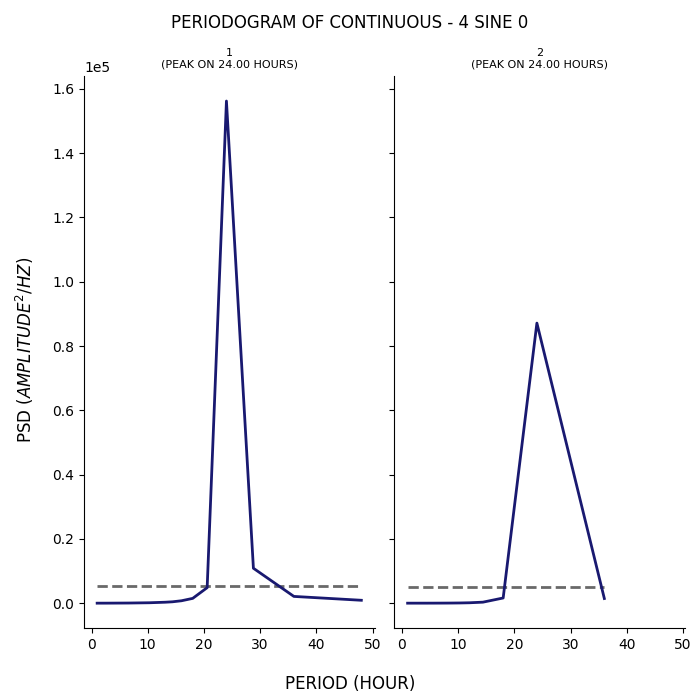 PERIODOGRAM OF CONTINUOUS - 4 SINE 0
1
(PEAK ON 24.00 HOURS)
2
(PEAK ON 24.00 HOURS)
1e5
1.6
1.4
1.2
1.0
0.8
0.6
0.4
0.2
0.0
PSD (AMPLITUDE²/HZ)
0 10 20 30 40 50
0 10 20 30 40 50
PERIOD (HOUR)